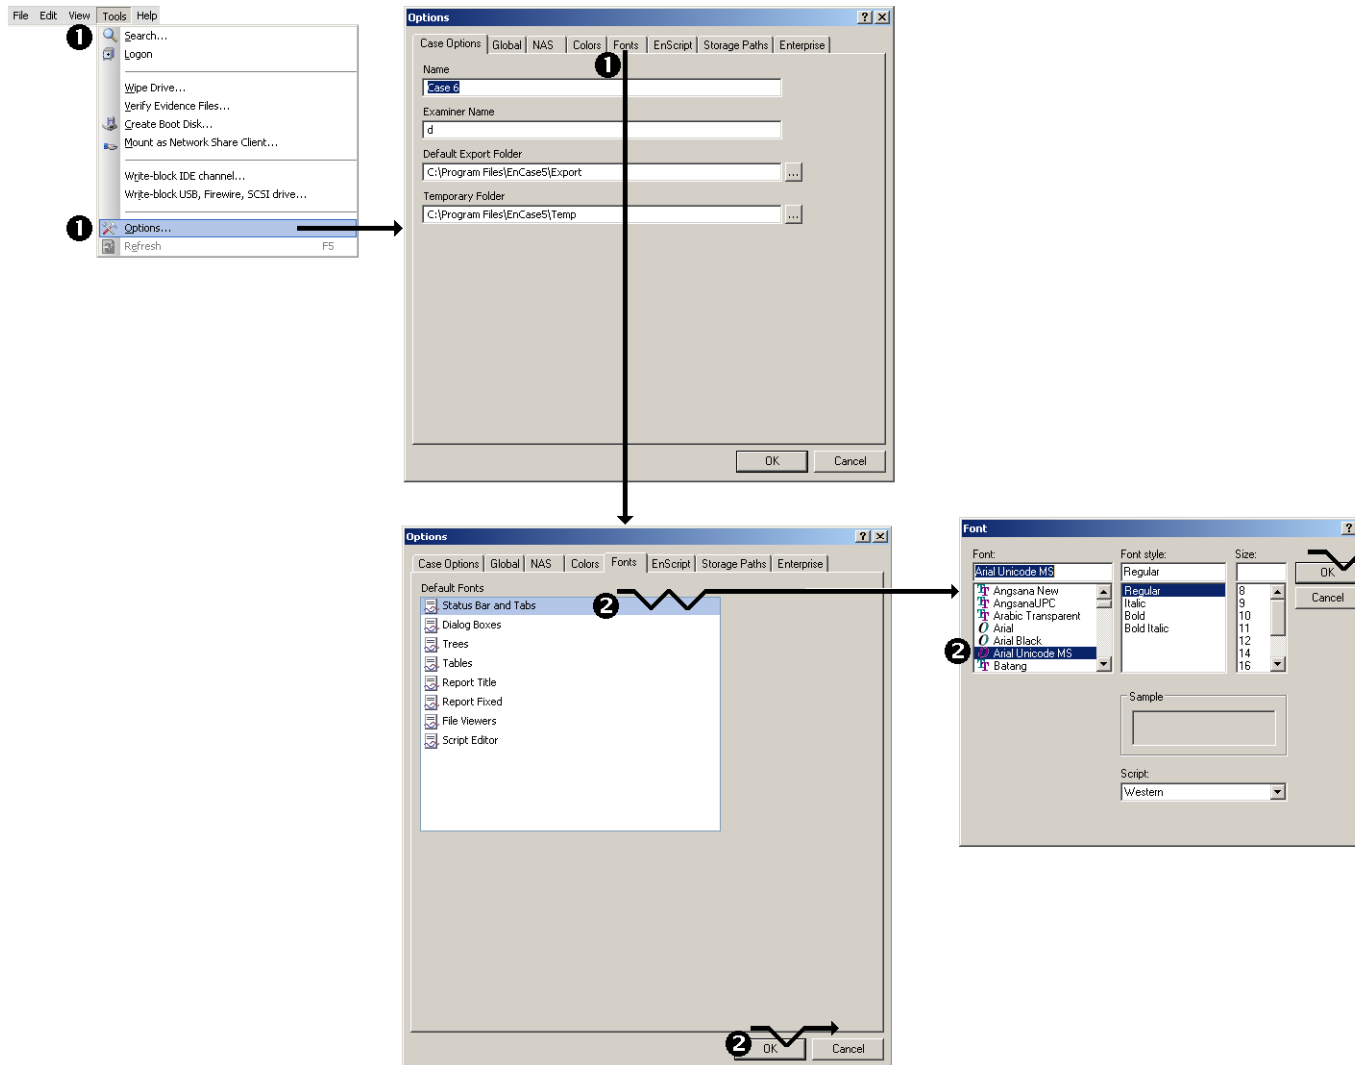 File Edit View Tools Help
1
Search...
Logon
Wipe Drive...
Verify Evidence Files...
Create Boot Disk...
Mount as Network Share Client...
Write-block IDE channel...
Write-block USB, Firewire, SCSI drive...
1
Options...
Refresh F5
Options
Case Options Global NAS Colors Fonts EnScript Storage Paths Enterprise
1
Name
Case 6
Examiner Name
d
Default Export Folder
C:\Program Files\EnCase5\Export
...
Temporary Folder
C:\Program Files\EnCase5\Temp
...
OK Cancel
Options
Case Options Global NAS Colors Fonts EnScript Storage Paths Enterprise
Default Fonts
Status Bar and Tabs
2
Dialog Boxes
Trees
Tables
Report Title
Report Fixed
File Viewers
Script Editor
2
OK Cancel
Font
Font:
Arial Unicode MS
Angsana New
AngsanaUPC
Arabic Transparent
Arial
Arial Black
2
Arial Unicode MS
Batang
Font style:
Regular
Regular
Italic
Bold
Bold Italic
Size:
8
9
10
11
12
14
16
OK
Cancel
Sample
Script:
Western